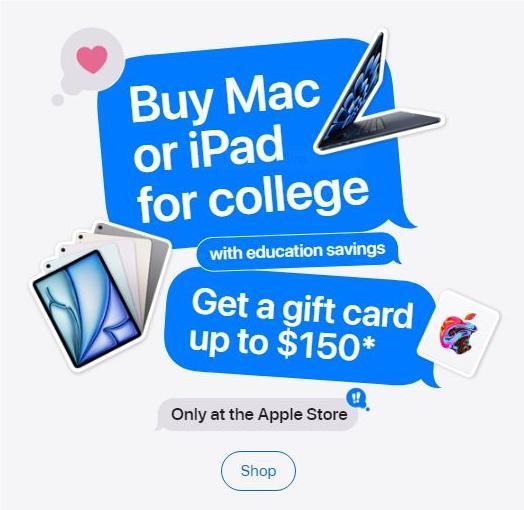 Buy Mac
or iPad
for college
with education savings
Get a gift card
up to $150*
Only at the Apple Store
!!
Shop